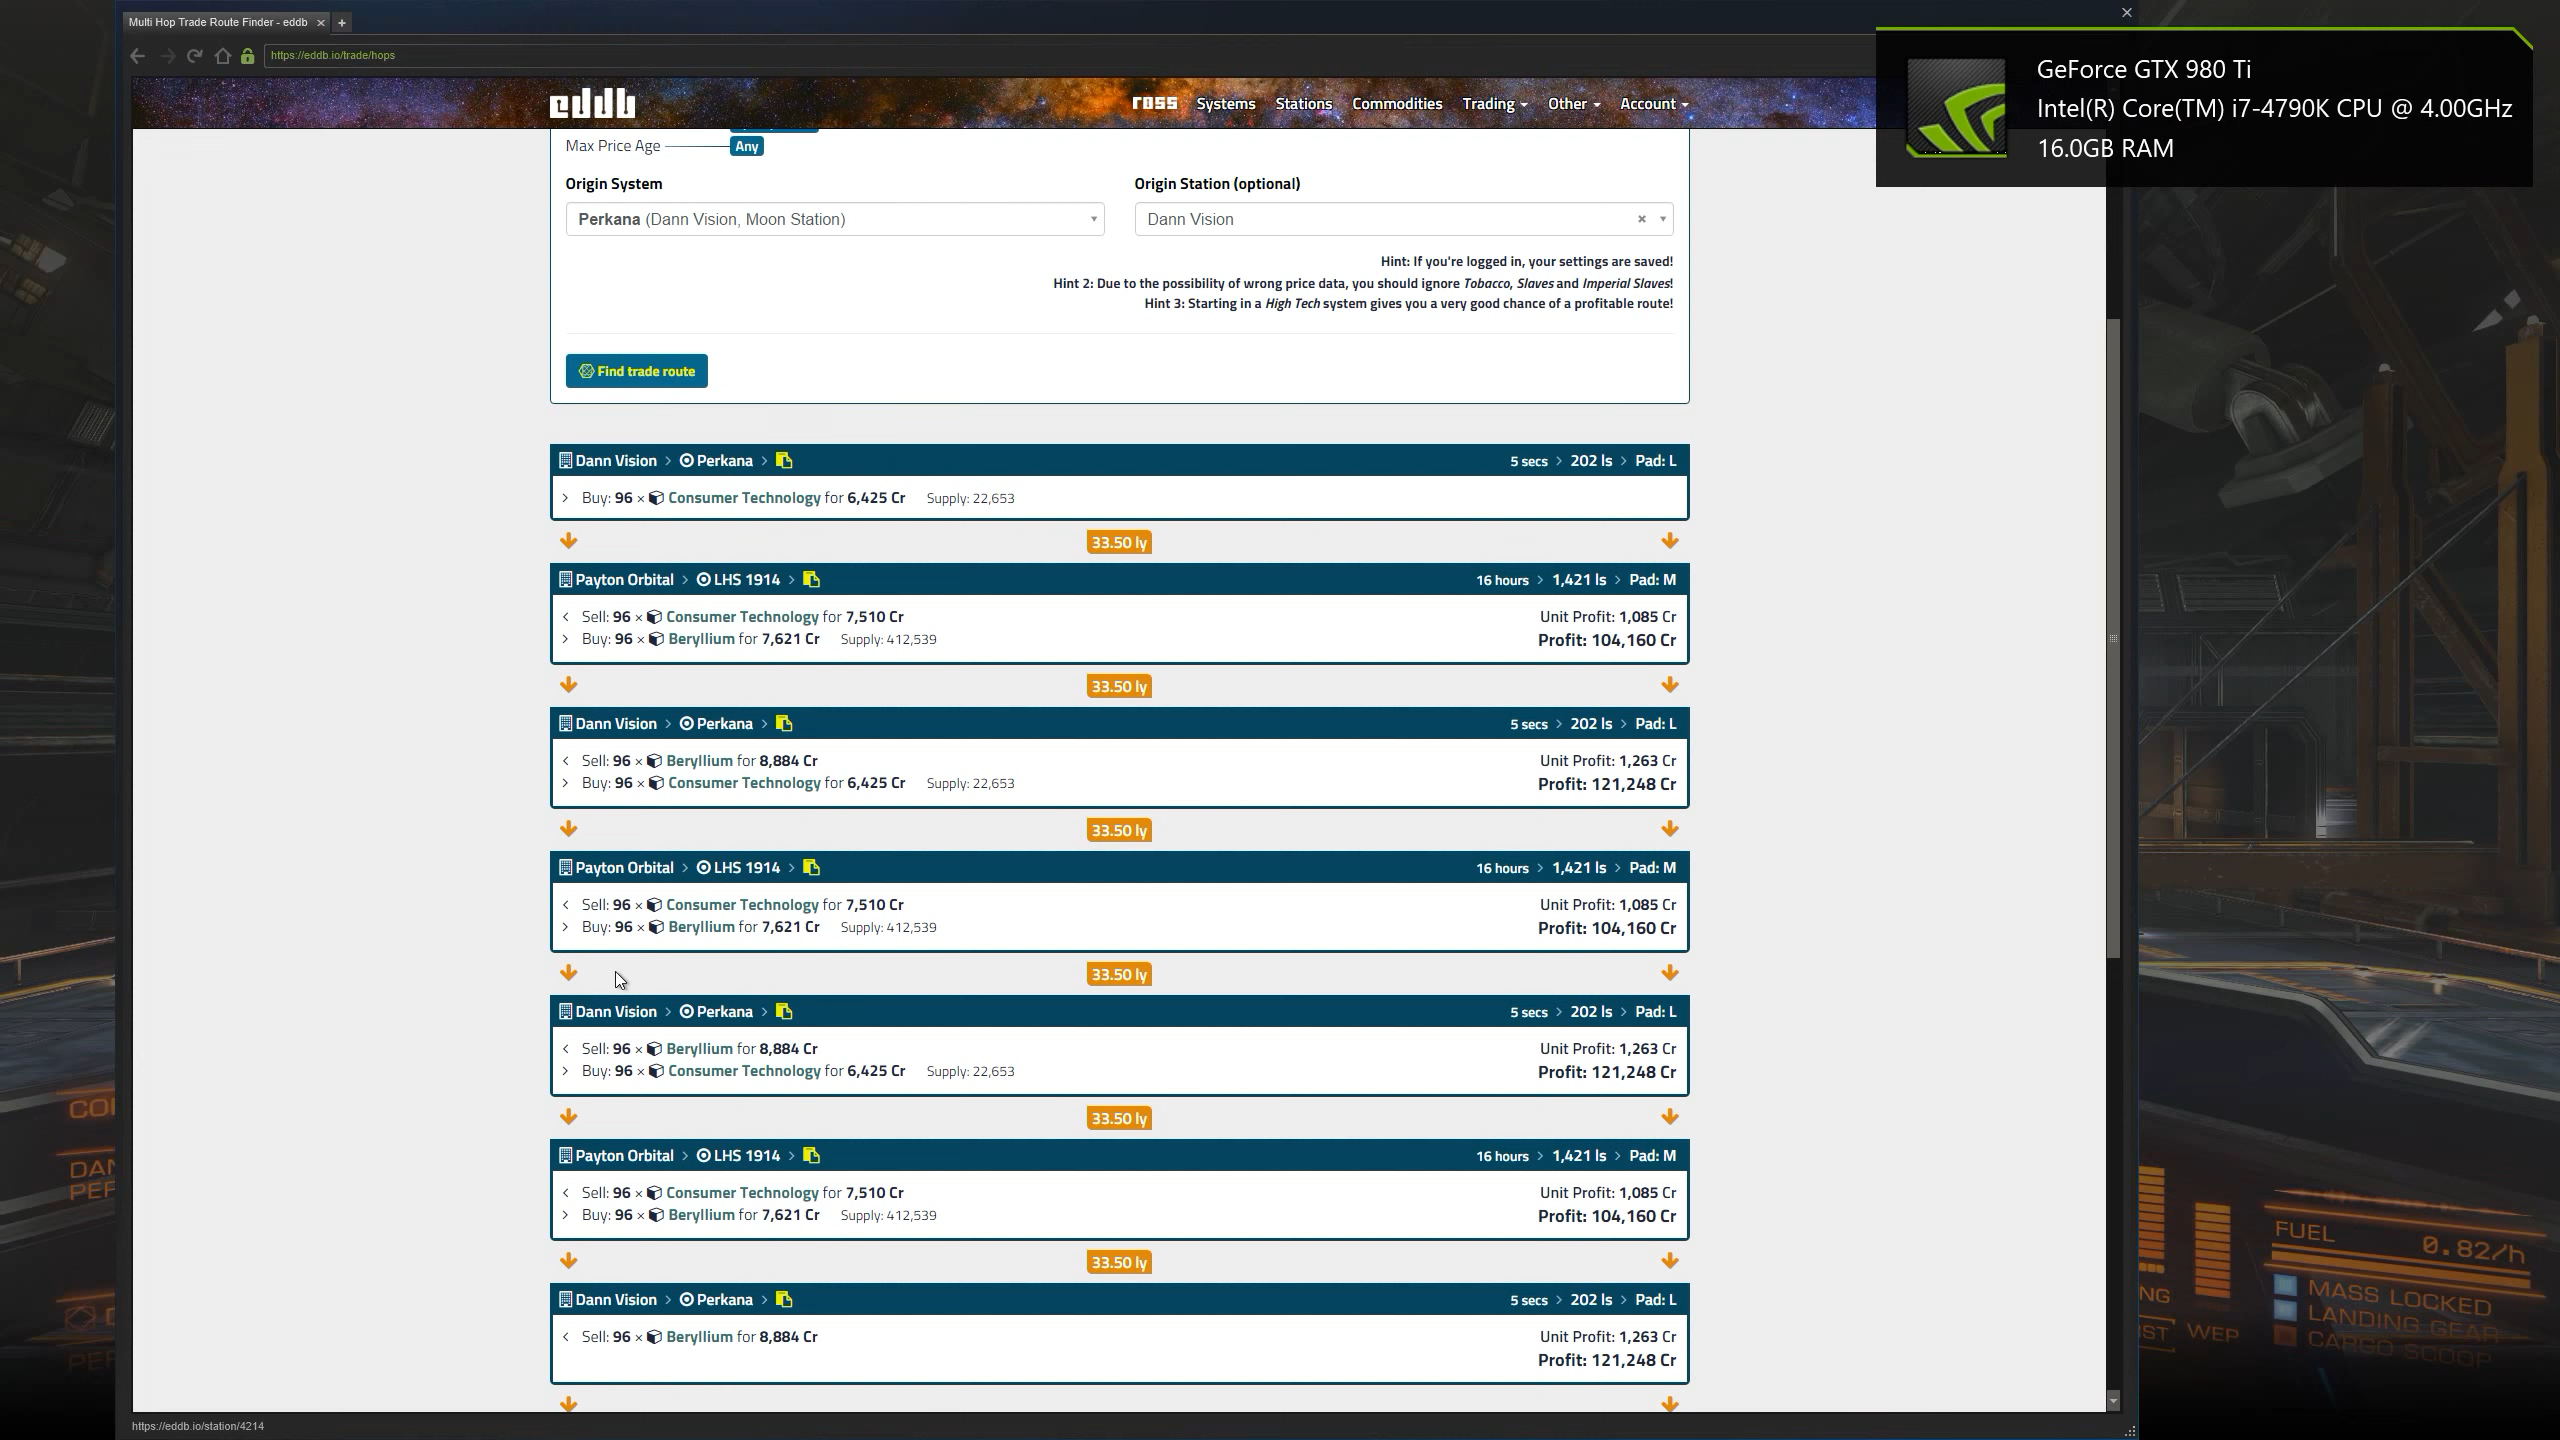 Multi Hop Trade Route Finder - eddb
https://eddb.io/trade/hops
GeForce GTX 980 Ti
Intel(R) Core(TM) i7-4790K CPU @ 4.00GHz
16.0GB RAM
eddb ross Systems Stations Commodities Trading Other Account
Max Price Age Any
Origin System Origin Station (optional)
Perkana (Dann Vision, Moon Station) Dann Vision
Hint: If you're logged in, your settings are saved!
Hint 2: Due to the possibility of wrong price data, you should ignore Tobacco, Slaves and Imperial Slaves!
Hint 3: Starting in a High Tech system gives you a very good chance of a profitable route!
Find trade route
Dann Vision > Perkana > 5 secs > 202 ls > Pad: L
> Buy: 96 × Consumer Technology for 6,425 Cr Supply: 22,653
33.50 ly
Payton Orbital > LHS 1914 > 16 hours > 1,421 ls > Pad: M
< Sell: 96 × Consumer Technology for 7,510 Cr Unit Profit: 1,085 Cr
> Buy: 96 × Beryllium for 7,621 Cr Supply: 412,539 Profit: 104,160 Cr
33.50 ly
Dann Vision > Perkana > 5 secs > 202 ls > Pad: L
< Sell: 96 × Beryllium for 8,884 Cr Unit Profit: 1,263 Cr
> Buy: 96 × Consumer Technology for 6,425 Cr Supply: 22,653 Profit: 121,248 Cr
33.50 ly
Payton Orbital > LHS 1914 > 16 hours > 1,421 ls > Pad: M
< Sell: 96 × Consumer Technology for 7,510 Cr Unit Profit: 1,085 Cr
> Buy: 96 × Beryllium for 7,621 Cr Supply: 412,539 Profit: 104,160 Cr
33.50 ly
Dann Vision > Perkana > 5 secs > 202 ls > Pad: L
< Sell: 96 × Beryllium for 8,884 Cr Unit Profit: 1,263 Cr
> Buy: 96 × Consumer Technology for 6,425 Cr Supply: 22,653 Profit: 121,248 Cr
33.50 ly
Payton Orbital > LHS 1914 > 16 hours > 1,421 ls > Pad: M
< Sell: 96 × Consumer Technology for 7,510 Cr Unit Profit: 1,085 Cr
> Buy: 96 × Beryllium for 7,621 Cr Supply: 412,539 Profit: 104,160 Cr
33.50 ly
Dann Vision > Perkana > 5 secs > 202 ls > Pad: L
< Sell: 96 × Beryllium for 8,884 Cr Unit Profit: 1,263 Cr
Profit: 121,248 Cr
https://eddb.io/station/4214
FUEL 0.82/h
MASS LOCKED
LANDING GEAR
CARGO SCOOP
WEP